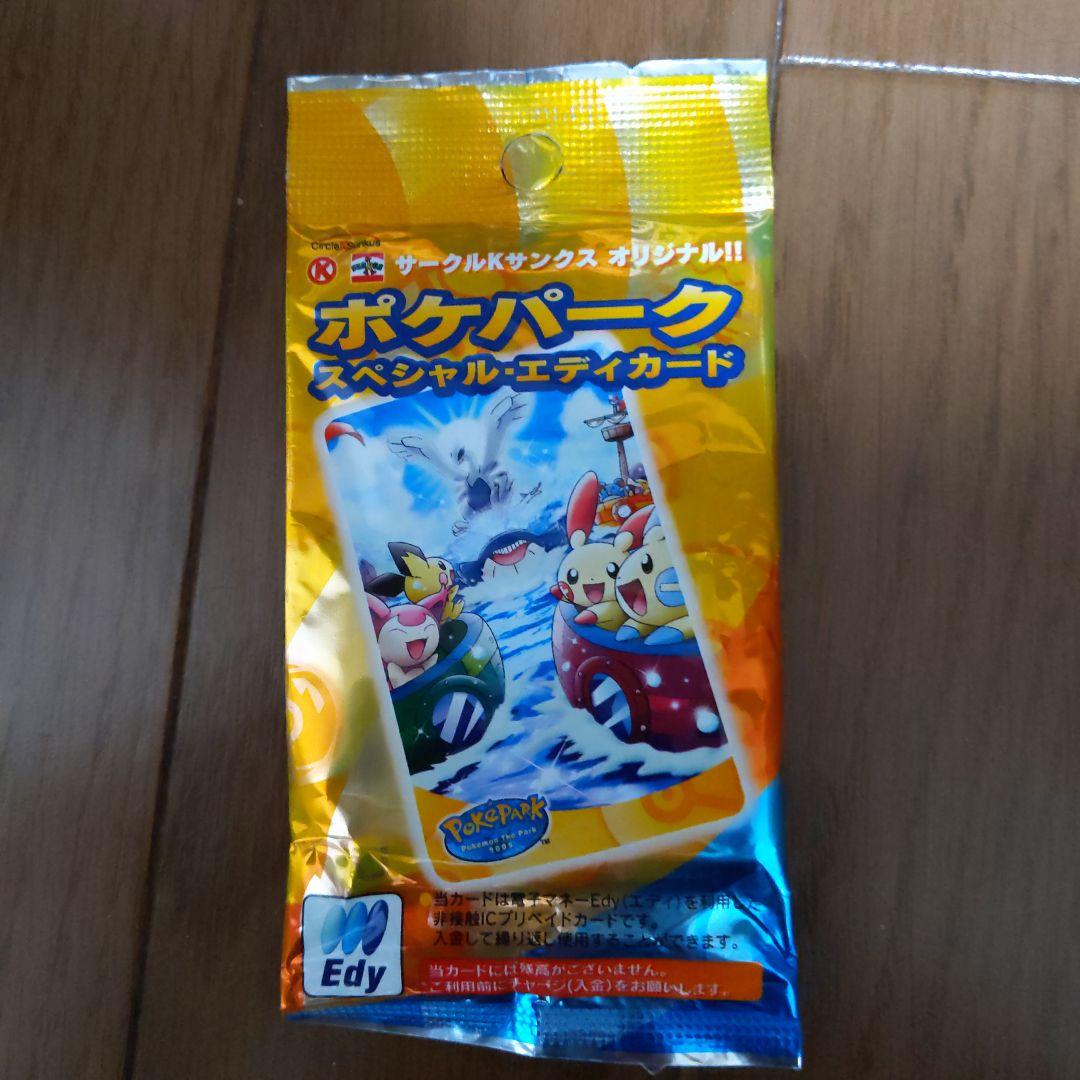 Circle K Sunkus
K サークルKサンクス オリジナル!!
ポケパーク
スペシャル・エディカード
POKéPARK
Pokémon The Park
2005
TM
当カードは電子マネーEdy(エディ)を利用した
非接触ICプリペイドカードです。
入金して繰り返し使用することができます。
Edy
当カードには残高がございません。
ご利用前にチャージ(入金)をお願いします。